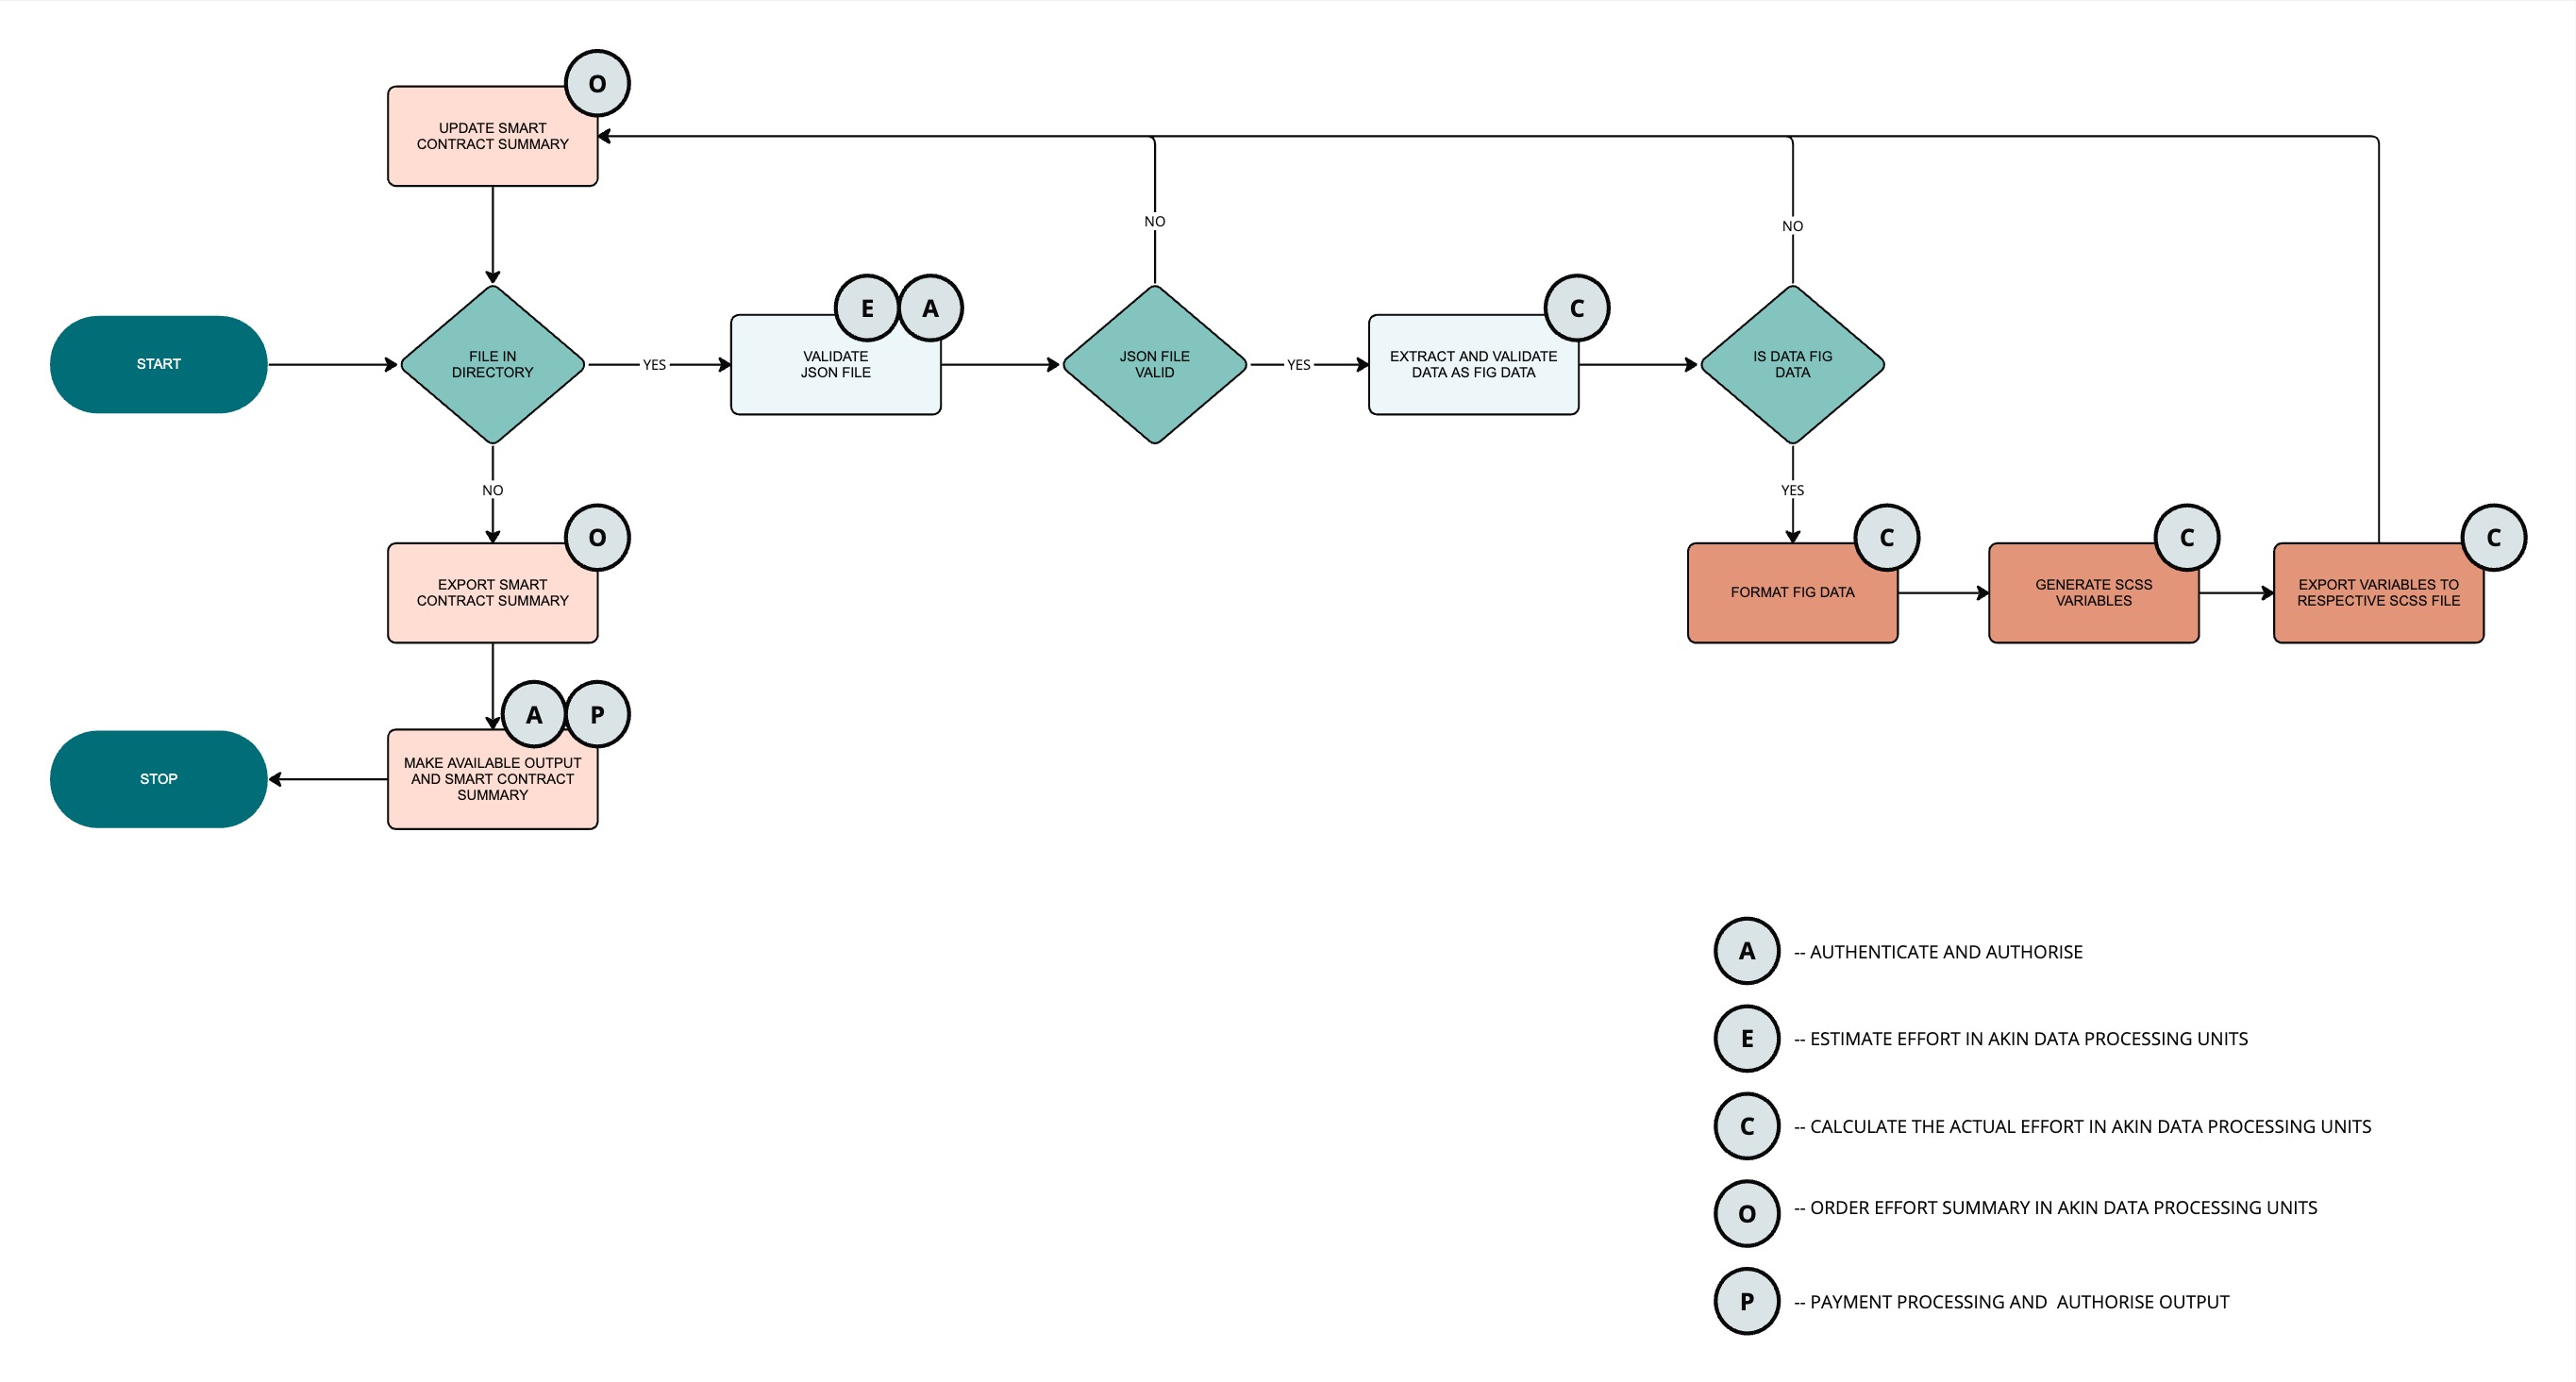 O
UPDATE SMART
CONTRACT SUMMARY
NO
NO
START
FILE IN
DIRECTORY
YES
E
A
VALIDATE
JSON FILE
JSON FILE
VALID
YES
C
EXTRACT AND VALIDATE
DATA AS FIG DATA
IS DATA FIG
DATA
NO
YES
O
EXPORT SMART
CONTRACT SUMMARY
C
FORMAT FIG DATA
C
GENERATE SCSS
VARIABLES
C
EXPORT VARIABLES TO
RESPECTIVE SCSS FILE
A
P
MAKE AVAILABLE OUTPUT
AND SMART CONTRACT
SUMMARY
STOP
A -- AUTHENTICATE AND AUTHORISE
E -- ESTIMATE EFFORT IN AKIN DATA PROCESSING UNITS
C -- CALCULATE THE ACTUAL EFFORT IN AKIN DATA PROCESSING UNITS
O -- ORDER EFFORT SUMMARY IN AKIN DATA PROCESSING UNITS
P -- PAYMENT PROCESSING AND  AUTHORISE OUTPUT